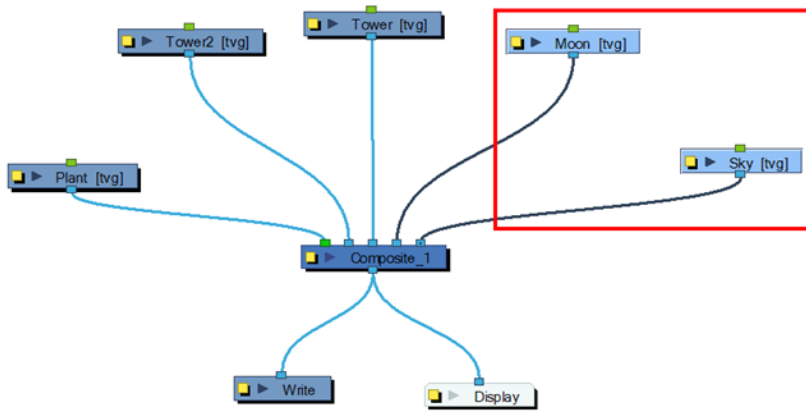 Tower2 [tvg]
Tower [tvg]
Moon [tvg]
Plant [tvg]
Sky [tvg]
Composite_1
Write
Display